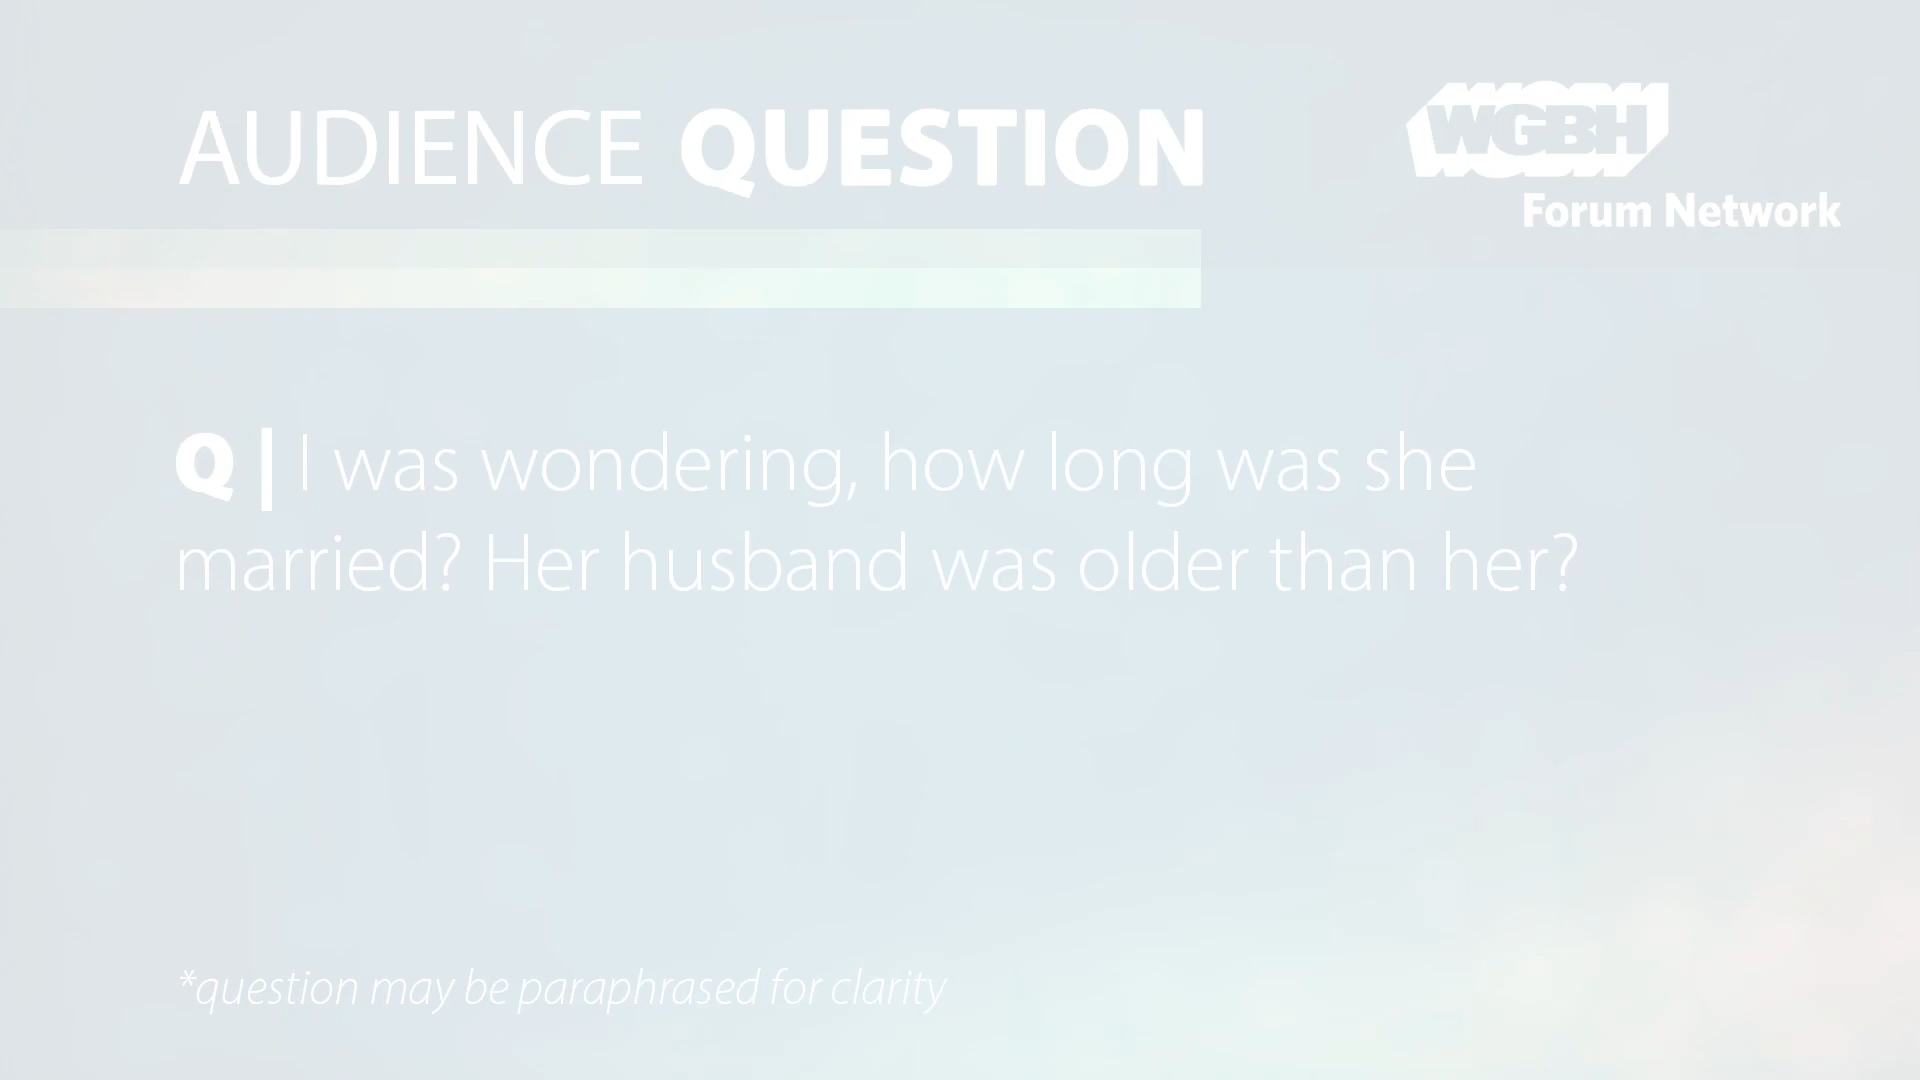 AUDIENCE QUESTION
WGBH
Forum Network
Q | I was wondering, how long was she
married? Her husband was older than her?
*question may be paraphrased for clarity